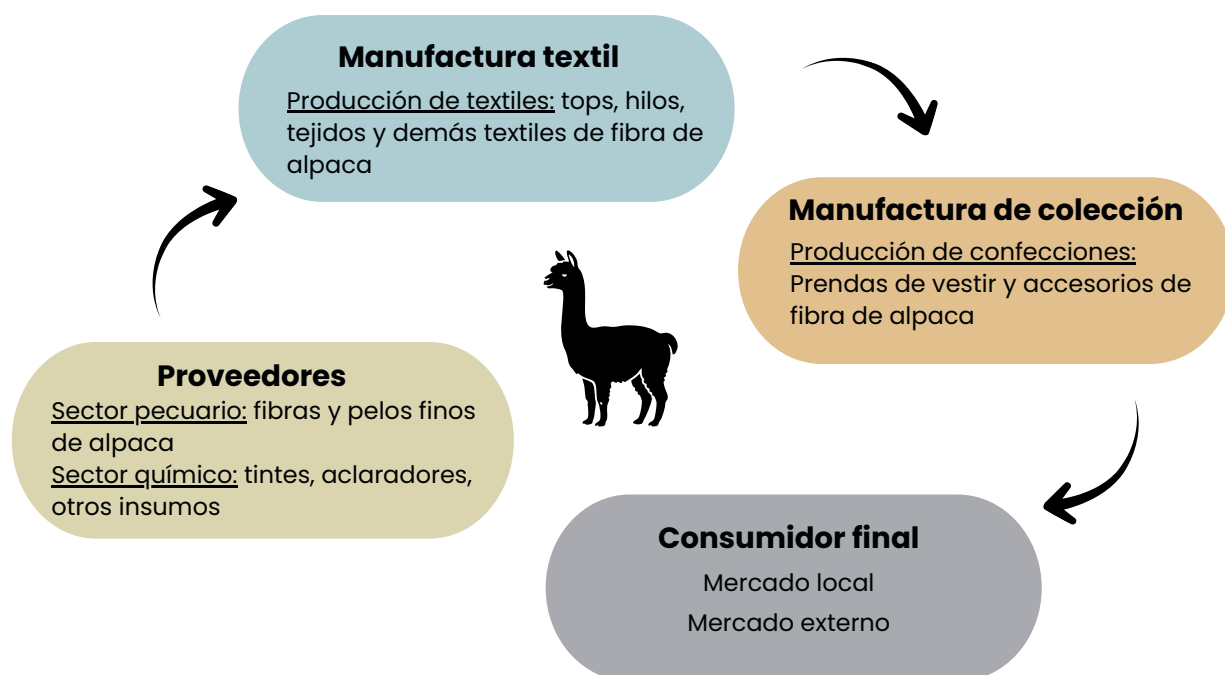 Manufactura textil
Producción de textiles: tops, hilos,
tejidos y demás textiles de fibra de
alpaca
Manufactura de colección
Producción de confecciones:
Prendas de vestir y accesorios de
fibra de alpaca
Proveedores
Sector pecuario: fibras y pelos finos
de alpaca
Sector químico: tintes, aclaradores,
otros insumos
Consumidor final
Mercado local
Mercado externo